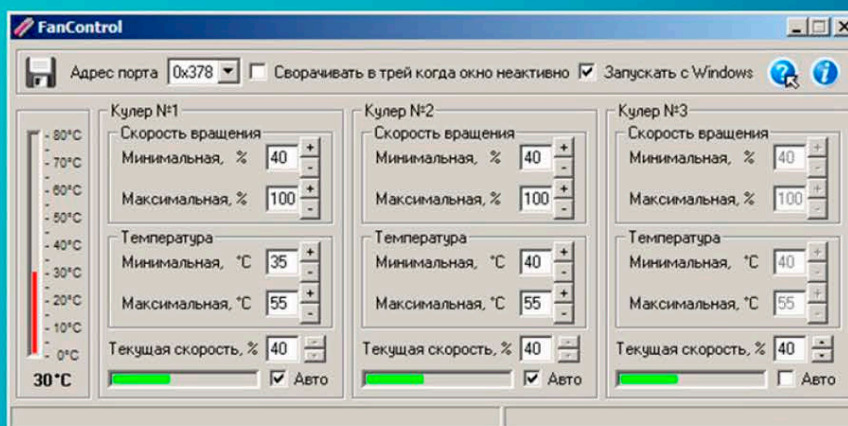 FanControl
Адрес порта 0x378 Сворачивать в трей когда окно неактивно Запускать с Windows
80°C
70°C
60°C
50°C
40°C
30°C
20°C
10°C
0°C
30°C
Кулер №1
Скорость вращения
Минимальная, % 40
Максимальная, % 100
Температура
Минимальная, °C 35
Максимальная, °C 55
Текущая скорость, % 40
Авто
Кулер №2
Скорость вращения
Минимальная, % 40
Максимальная, % 100
Температура
Минимальная, °C 40
Максимальная, °C 55
Текущая скорость, % 40
Авто
Кулер №3
Скорость вращения
Минимальная, % 40
Максимальная, % 100
Температура
Минимальная, °C 40
Максимальная, °C 55
Текущая скорость, % 40
Авто